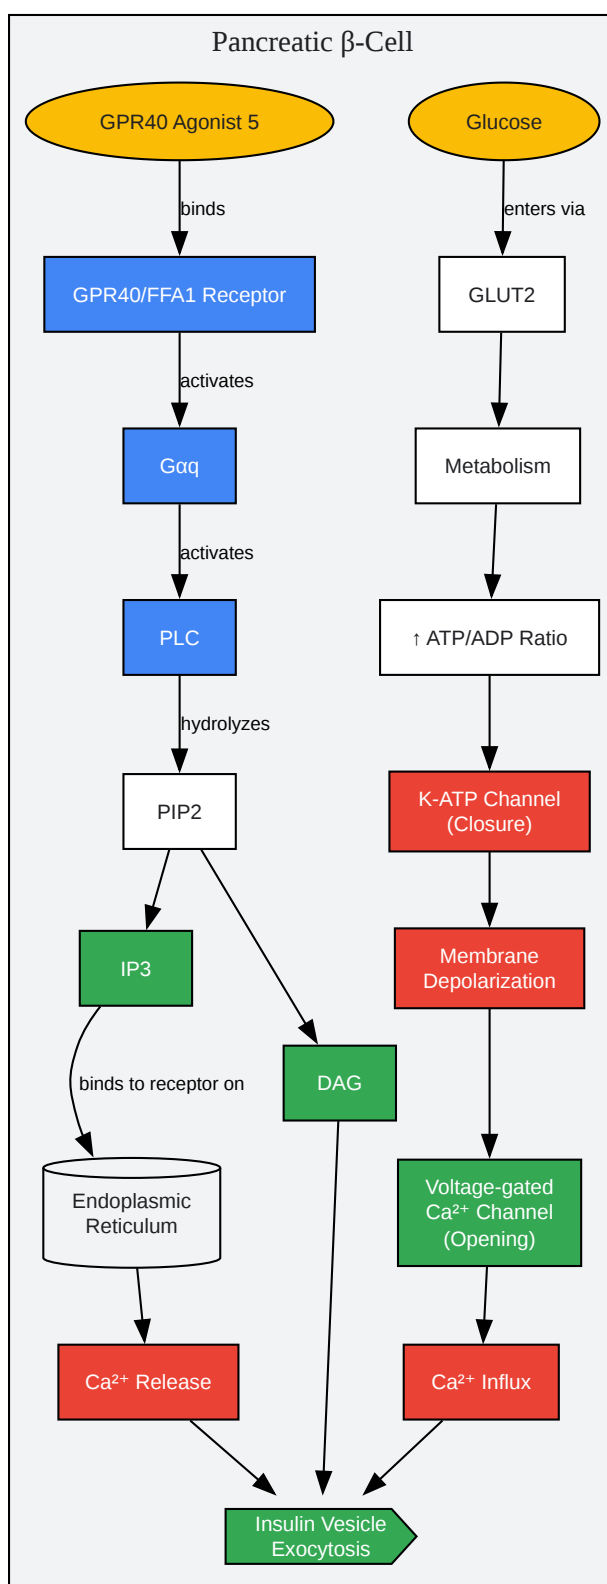 Pancreatic β-Cell
GPR40 Agonist 5
Glucose
binds
enters via
GPR40/FFA1 Receptor
GLUT2
activates
Gαq
Metabolism
activates
PLC
↑ ATP/ADP Ratio
hydrolyzes
PIP2
K-ATP Channel
(Closure)
IP3
Membrane
Depolarization
binds to receptor on
DAG
Endoplasmic
Reticulum
Voltage-gated
Ca²⁺ Channel
(Opening)
Ca²⁺ Release
Ca²⁺ Influx
Insulin Vesicle
Exocytosis